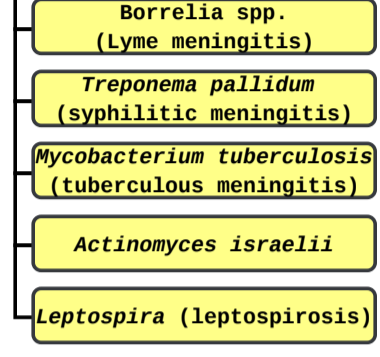 Borrelia spp.
(Lyme meningitis)
Treponema pallidum
(syphilitic meningitis)
Mycobacterium tuberculosis
(tuberculous meningitis)
Actinomyces israelii
Leptospira (leptospirosis)